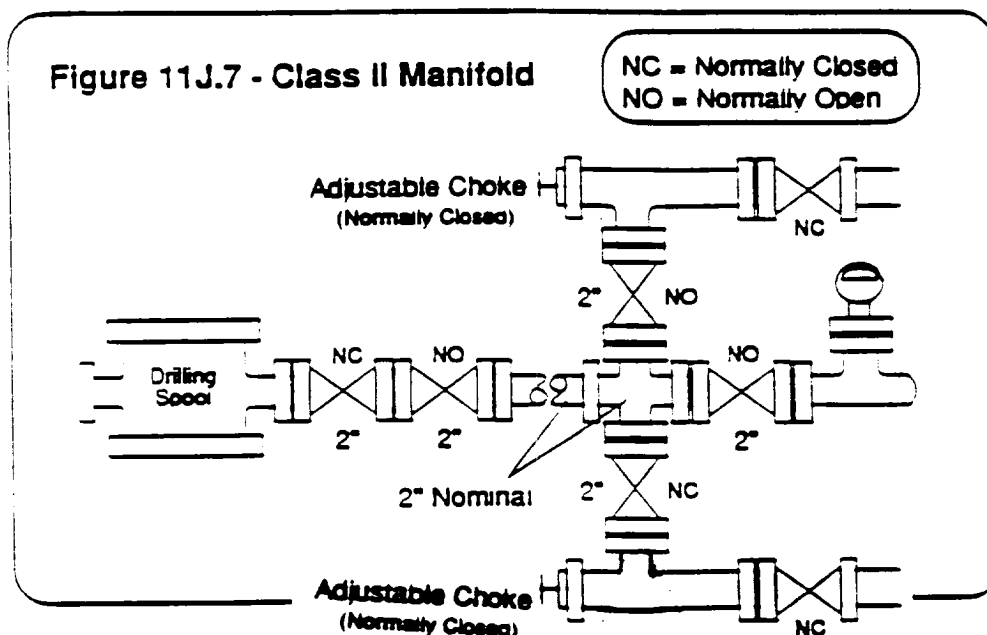 Figure 11J.7 - Class II Manifold
NC = Normally Closed
NO = Normally Open
Adjustable Choke
(Normally Closed)
NC
2"
NO
NC
NO
NO
Drilling
Spool
2"
2"
2"
2" Nominal
2"
NC
Adjustable Choke
(Normally Closed)
NC